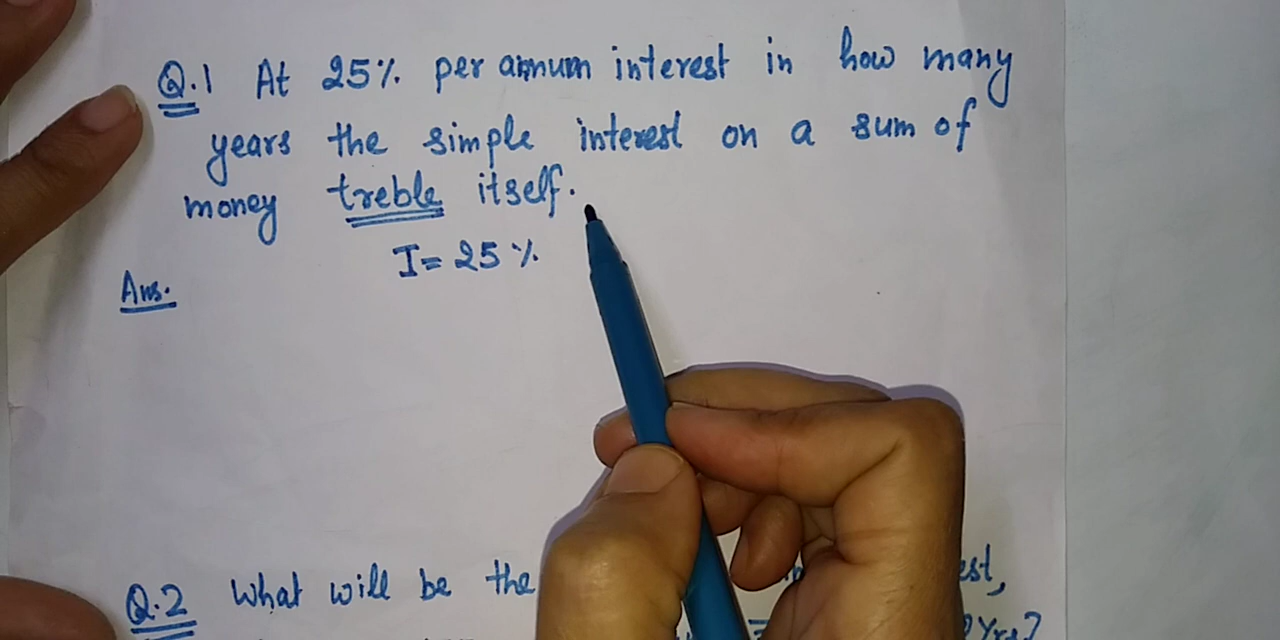 Q.1 At 25% per annum interest in how many
years the simple interest on a sum of
money treble itself.
I = 25%
Ans.
Q.2 What will be the
Yrs?